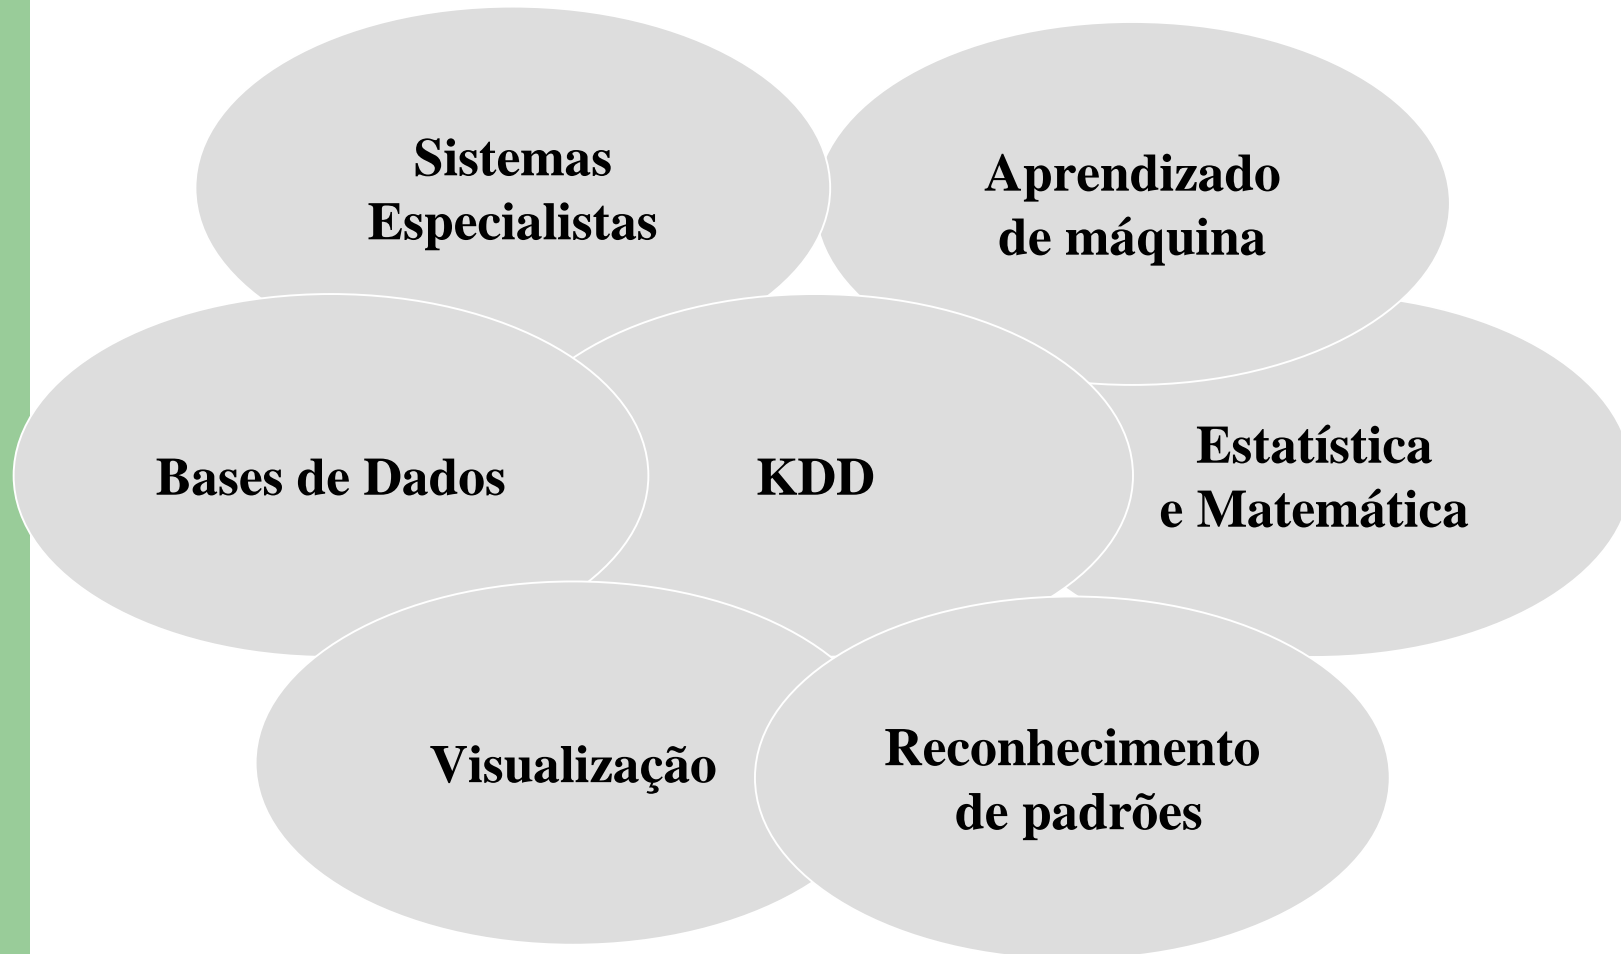 Sistemas
Especialistas
Aprendizado
de máquina
Bases de Dados
KDD
Estatística
e Matemática
Visualização
Reconhecimento
de padrões